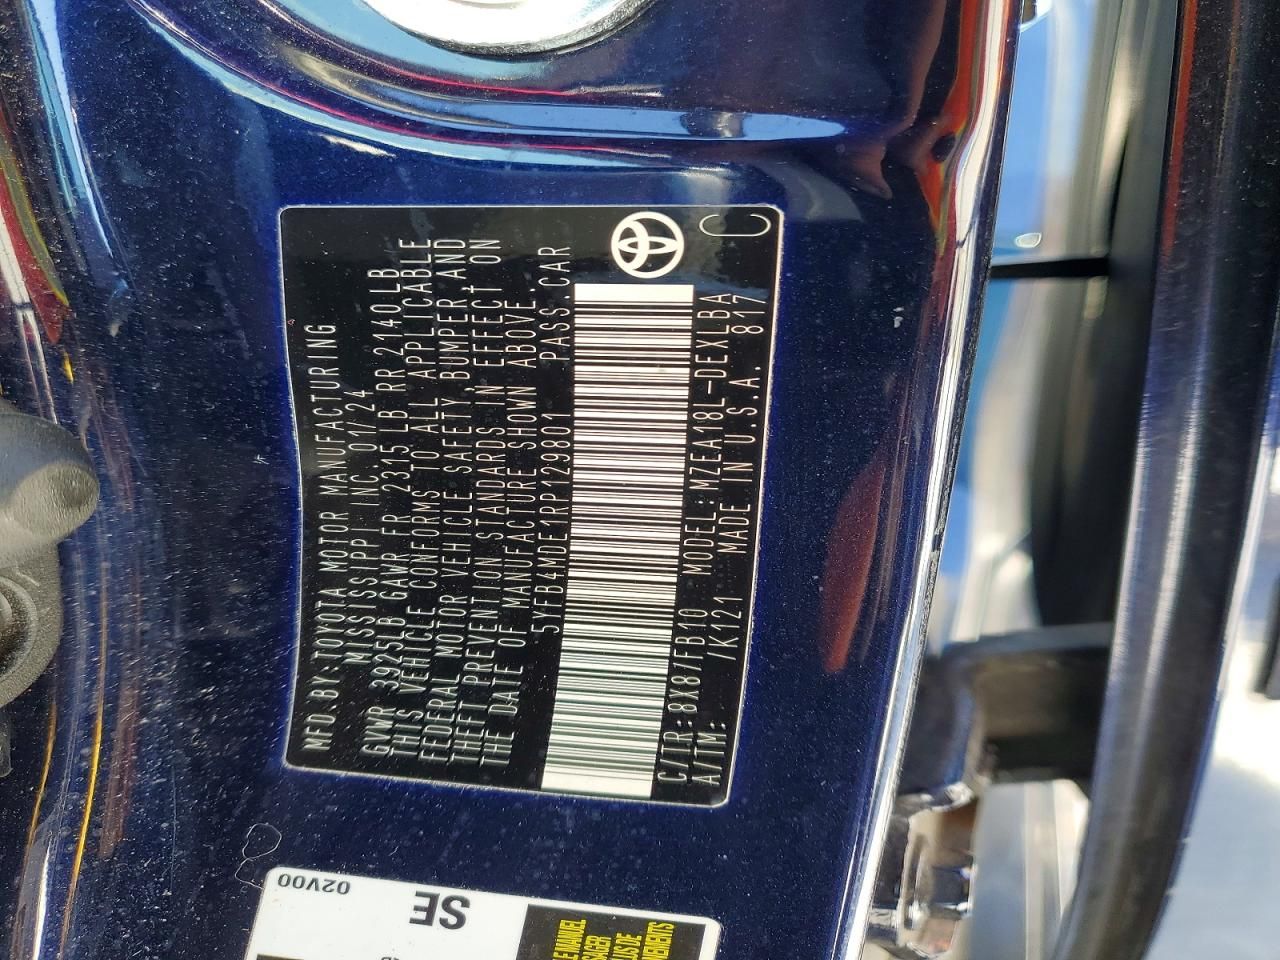 MFD.BY:TOYOTA MOTOR MANUFACTURING
MISSISSIPPI INC. 01/24
GVWR 3925LB GAWR FR 2315 LB RR 2140LB
THIS VEHICLE CONFORMS TO ALL APPLICABLE
FEDERAL MOTOR VEHICLE SAFETY, BUMPER, AND
THEFT PREVENTION STANDARDS IN EFFECT ON
THE DATE OF MANUFACTURE SHOWN ABOVE.
5YFB4MDE1RP129801 PASS.CAR
C/TR:8X8/FB10 MODEL:MZEA18L-DEXLBA
A/TM: /K121 MADE IN U.S.A. 817
C
02V00
SE